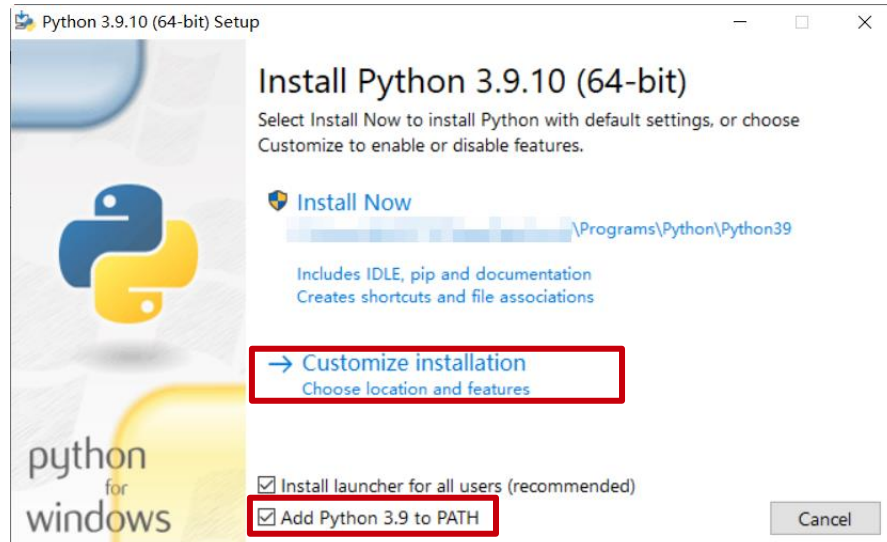 Python 3.9.10 (64-bit) Setup
Install Python 3.9.10 (64-bit)
Select Install Now to install Python with default settings, or choose
Customize to enable or disable features.
Install Now
\Programs\Python\Python39
Includes IDLE, pip and documentation
Creates shortcuts and file associations
→ Customize installation
Choose location and features
python
for
windows
Install launcher for all users (recommended)
Add Python 3.9 to PATH
Cancel